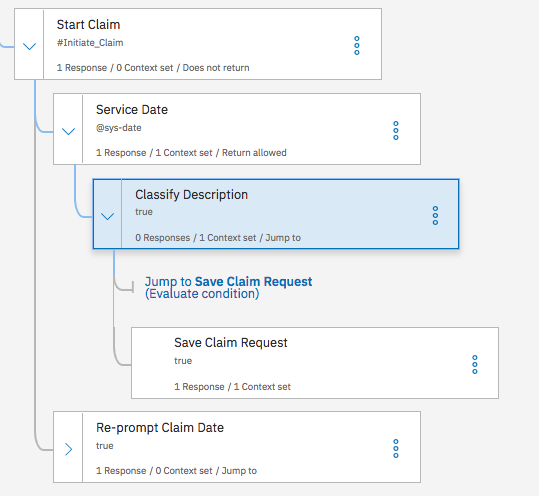 Start Claim
#Initiate_Claim
1 Response / 0 Context set / Does not return
Service Date
@sys-date
1 Response / 1 Context set / Return allowed
Classify Description
true
0 Responses / 1 Context set / Jump to
Jump to Save Claim Request
(Evaluate condition)
Save Claim Request
true
1 Response / 1 Context set
Re-prompt Claim Date
true
1 Response / 0 Context set / Jump to